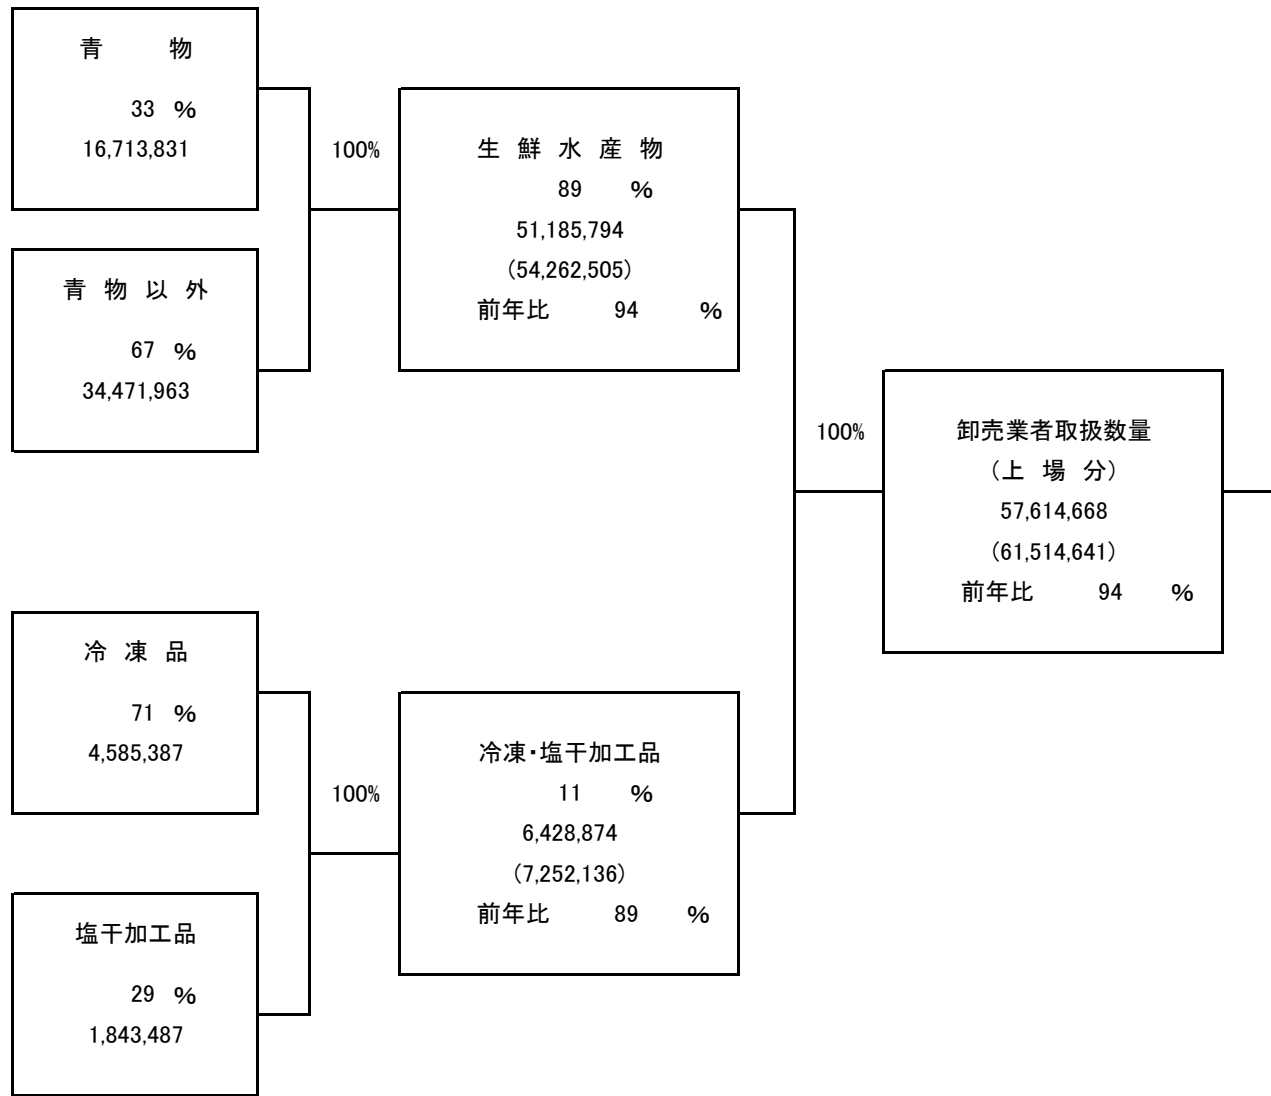 青 物
33 %
16,713,831
青 物 以 外
67 %
34,471,963
100%
生 鮮 水 産 物
89 %
51,185,794
(54,262,505)
前年比 94 %
冷 凍 品
71 %
4,585,387
塩干加工品
29 %
1,843,487
100%
冷凍・塩干加工品
11 %
6,428,874
(7,252,136)
前年比 89 %
100%
卸売業者取扱数量
(上 場 分)
57,614,668
(61,514,641)
前年比 94 %